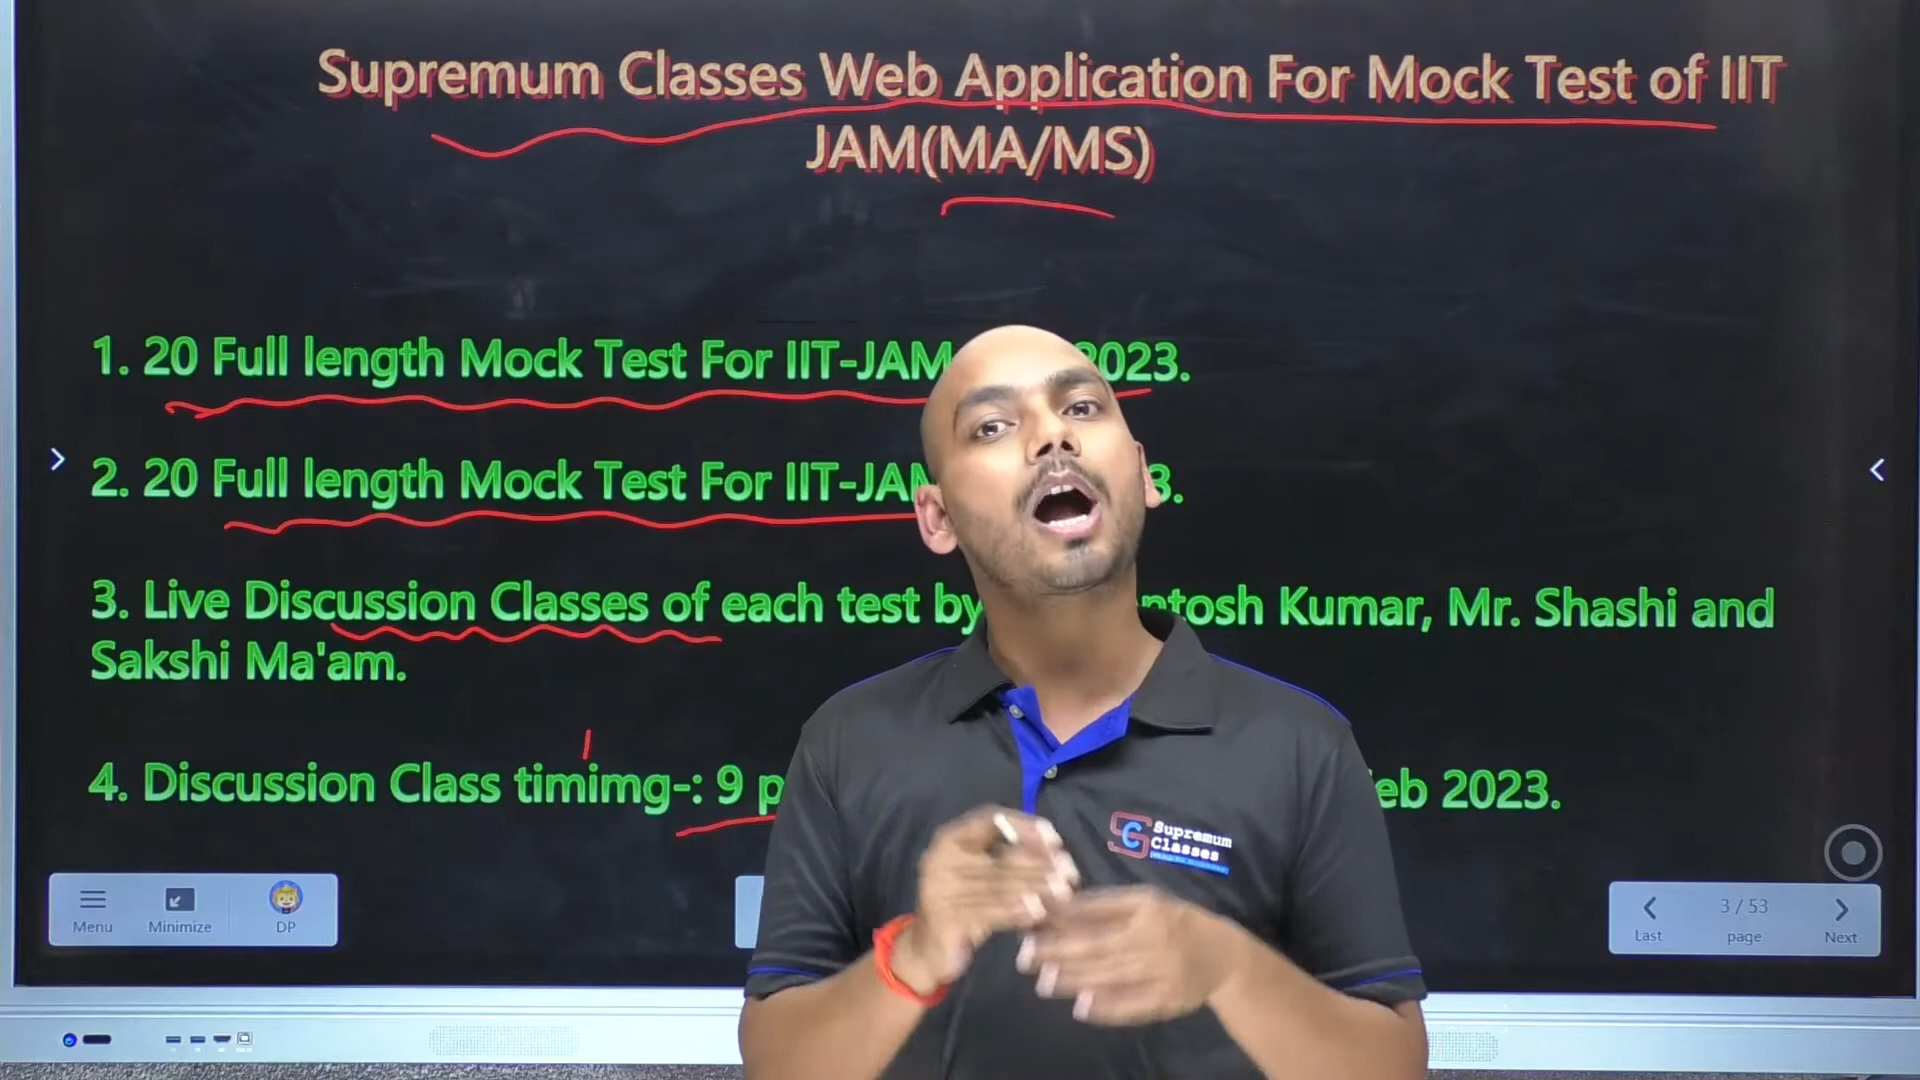 Supremum Classes Web Application For Mock Test of IIT
JAM(MA/MS)
1. 20 Full length Mock Test For IIT-JAM 2023.
2. 20 Full length Mock Test For IIT-JAM 3.
3. Live Discussion Classes of each test by Kumar, Mr. Shashi and
Sakshi Ma'am.
4. Discussion Class timimg-: 9 2023.
Supremum
Classes
Menu
Minimize
DP
Last
3 / 53
page
Next